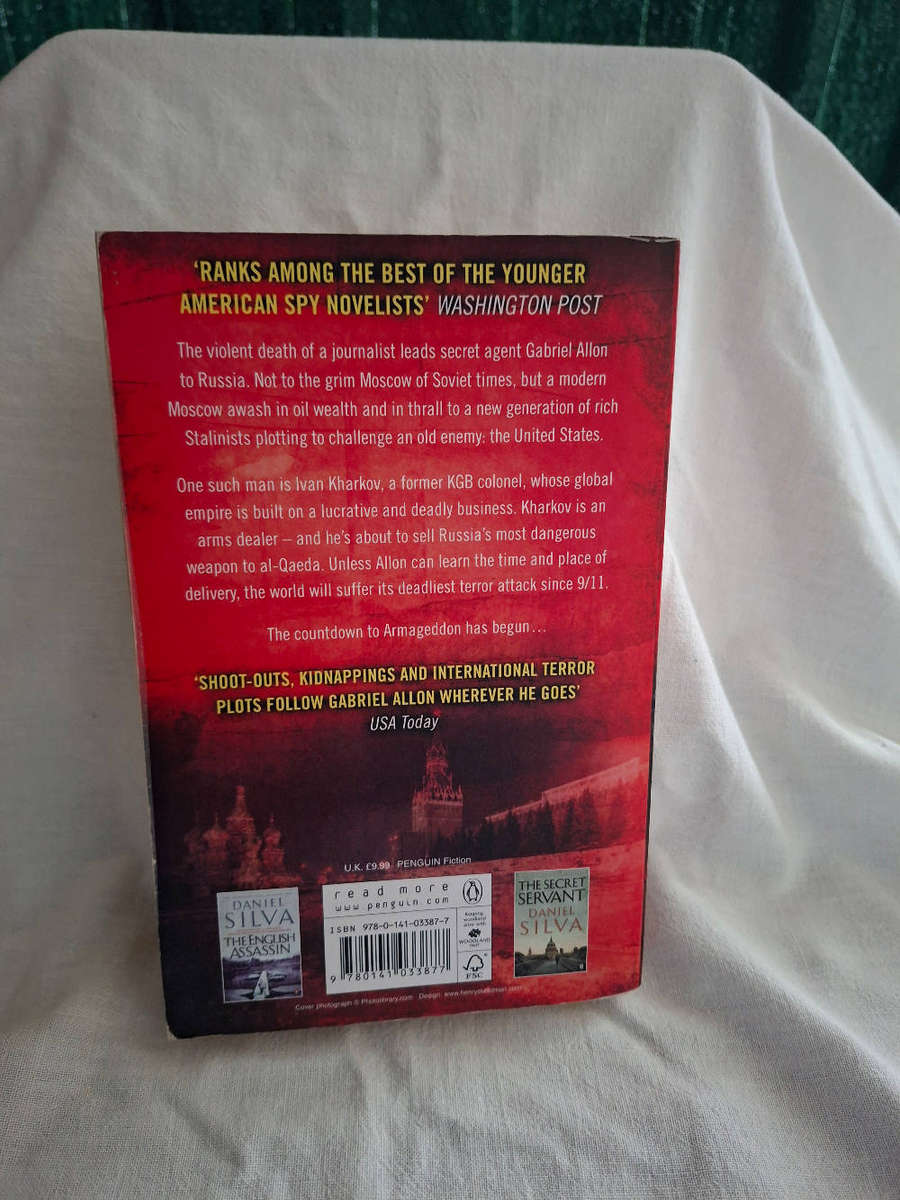 ‘RANKS AMONG THE BEST OF THE YOUNGER
AMERICAN SPY NOVELISTS’ WASHINGTON POST
The violent death of a journalist leads secret agent Gabriel Allon
to Russia. Not to the grim Moscow of Soviet times, but a modern
Moscow awash in oil wealth and in thrall to a new generation of rich
Stalinists plotting to challenge an old enemy: the United States.
One such man is Ivan Kharkov, a former KGB colonel, whose global
empire is built on a lucrative and deadly business. Kharkov is an
arms dealer – and he’s about to sell Russia’s most dangerous
weapon to al-Qaeda. Unless Allon can learn the time and place of
delivery, the world will suffer its deadliest terror attack since 9/11.
The countdown to Armageddon has begun...
‘SHOOT-OUTS, KIDNAPPINGS AND INTERNATIONAL TERROR
PLOTS FOLLOW GABRIEL ALLON WHEREVER HE GOES’
USA Today
U.K. £9.99 PENGUIN Fiction
DANIEL
SILVA
THE ENGLISH
ASSASSIN
read more
www.penguin.com
ISBN 978-0-141-03387-7
9 780141 033877
WOODLAND
FSC
THE SECRET
SERVANT
DANIEL
SILVA
Cover photograph © Photolibrary.com Design: